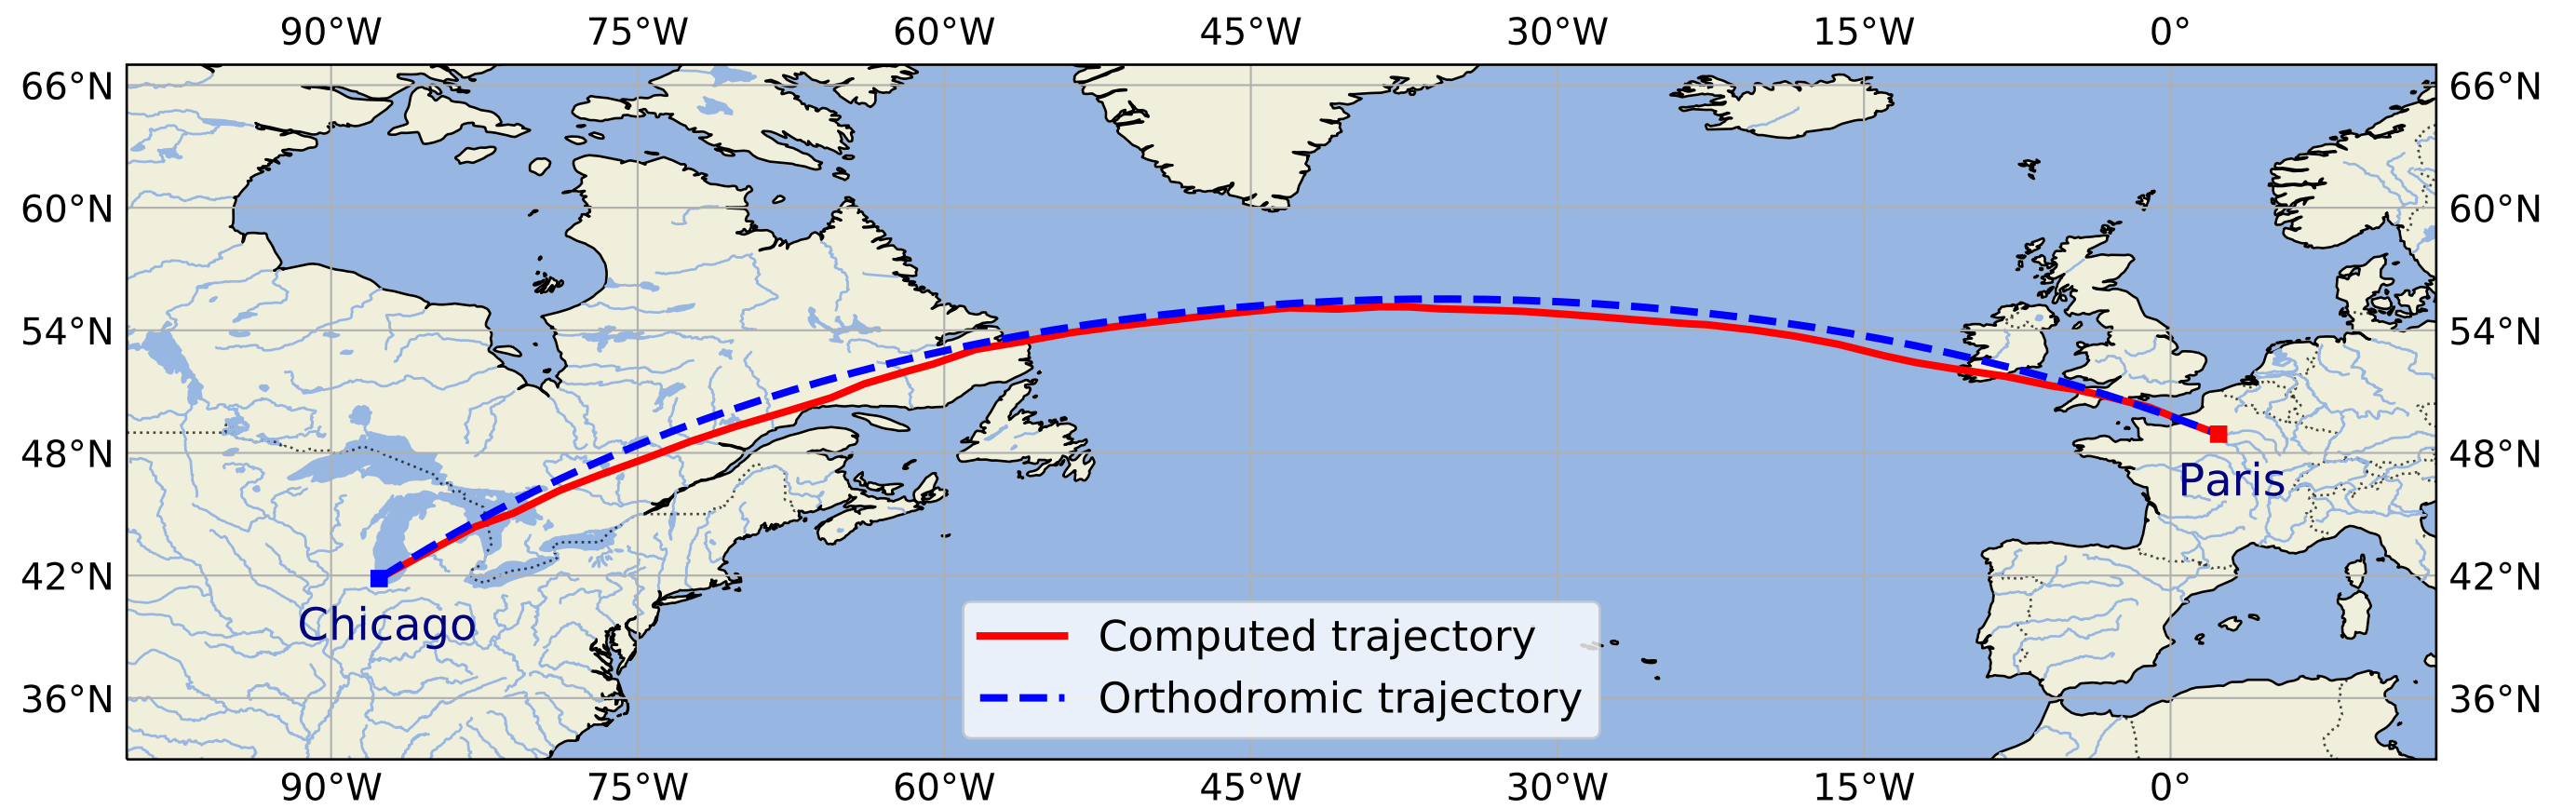 90°W 75°W 60°W 45°W 30°W 15°W 0°
66°N 66°N
60°N 60°N
54°N 54°N
48°N 48°N
Paris
42°N 42°N
Chicago
Computed trajectory
Orthodromic trajectory
36°N 36°N
90°W 75°W 60°W 45°W 30°W 15°W 0°